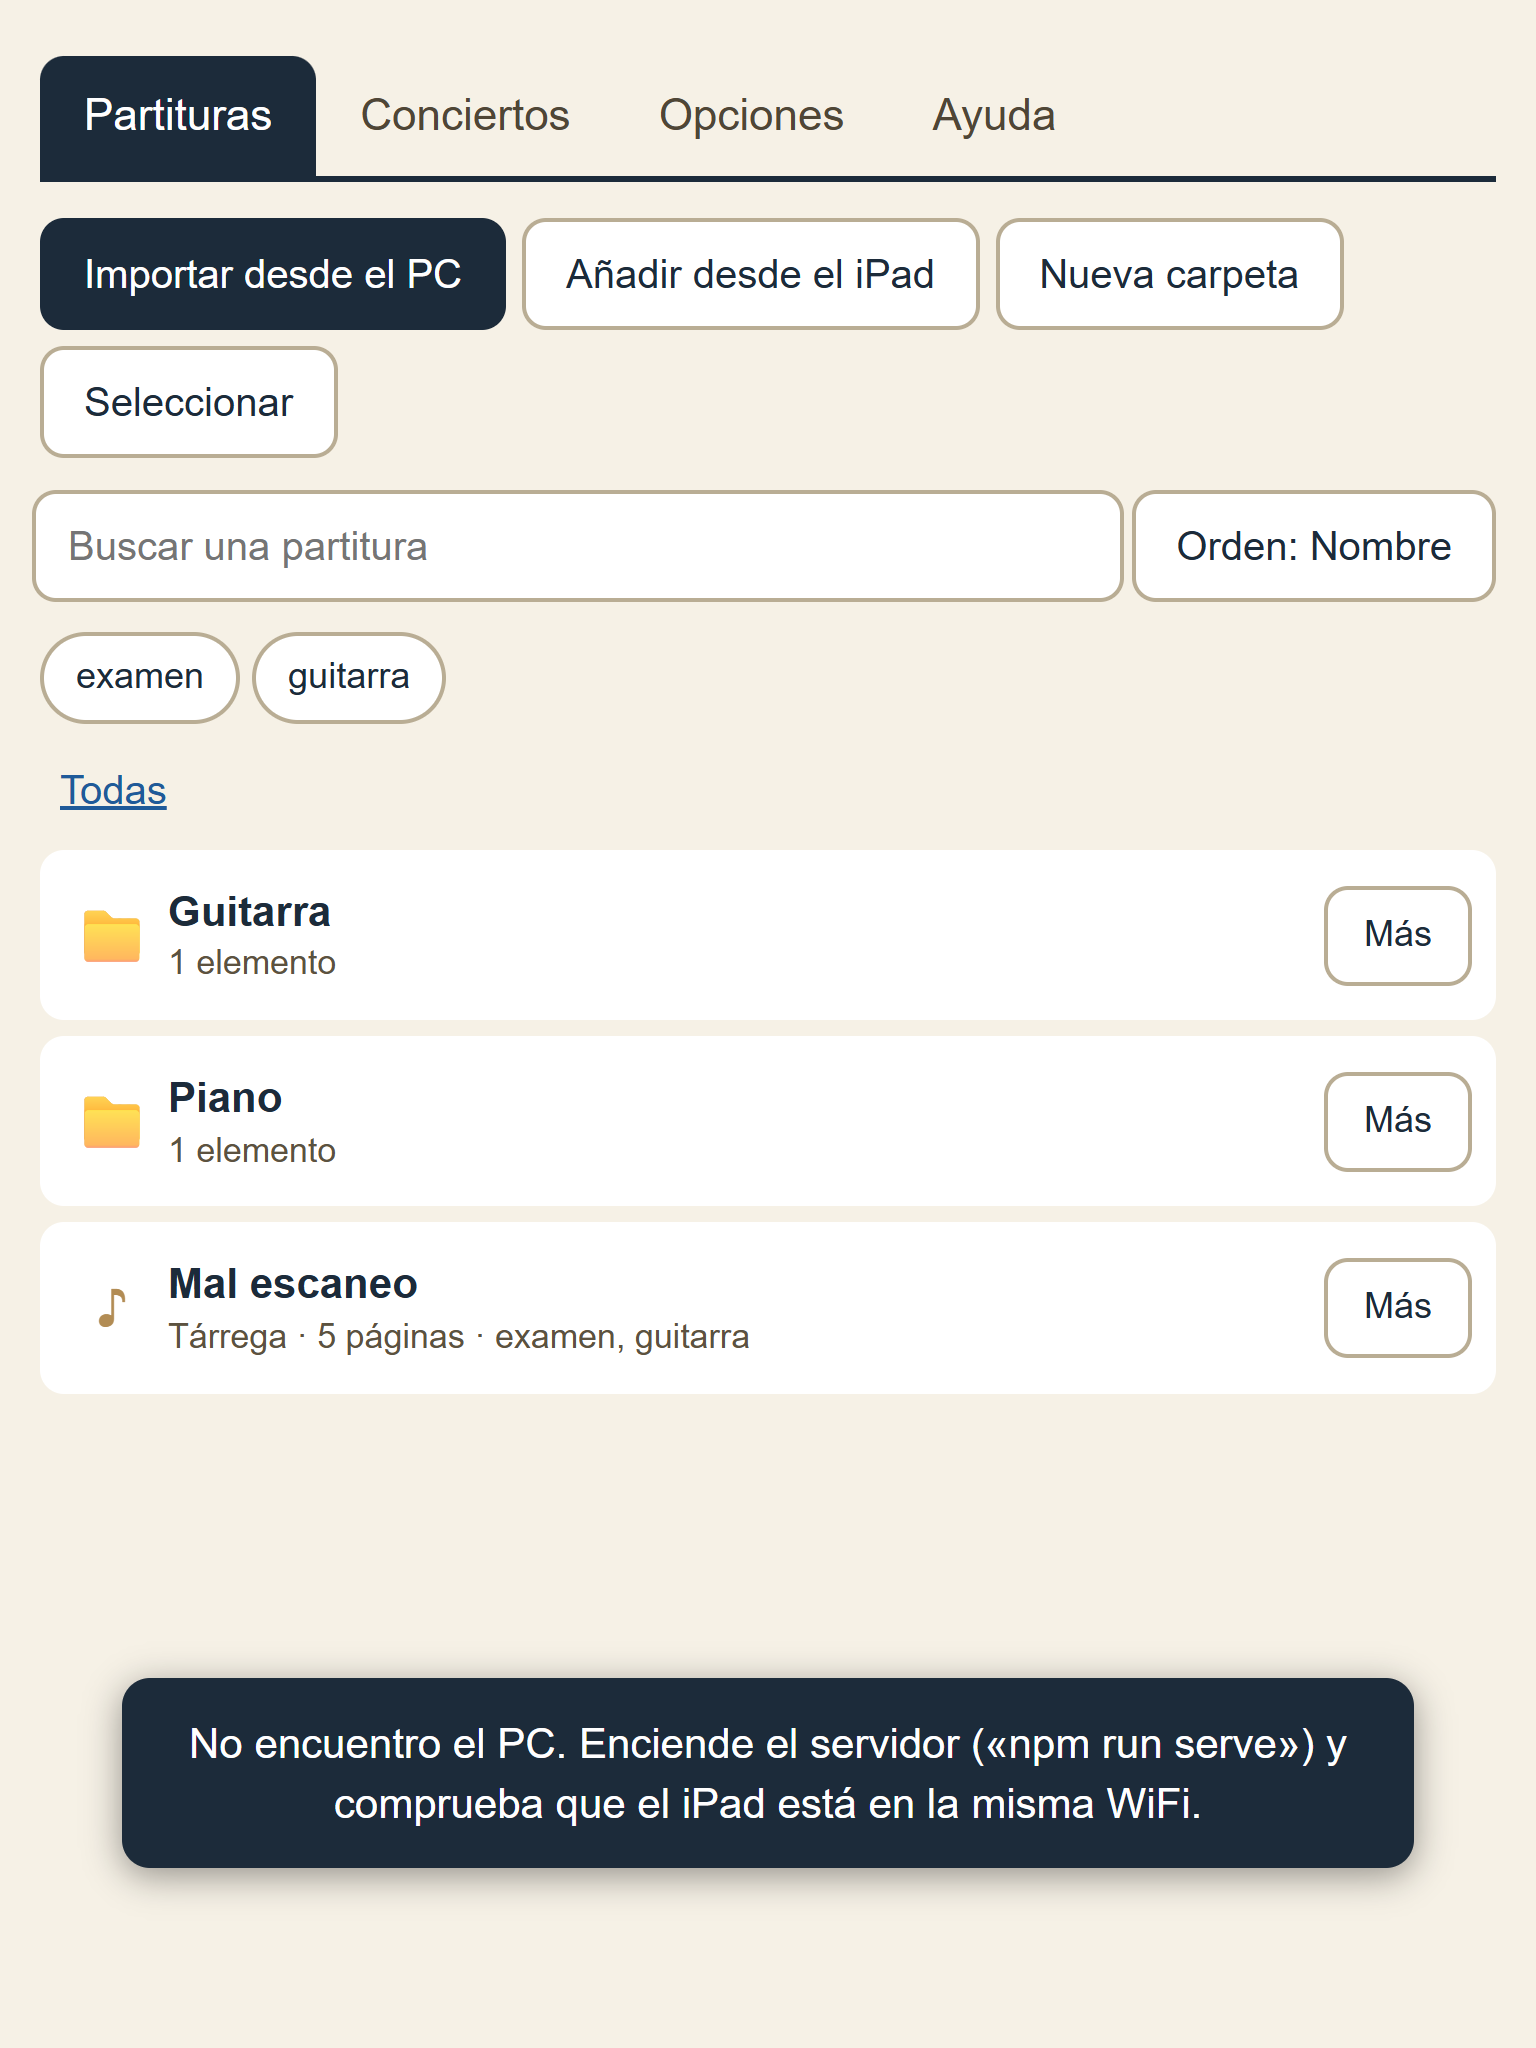 Partituras Conciertos Opciones Ayuda
Importar desde el PC Añadir desde el iPad Nueva carpeta
Seleccionar
Buscar una partitura Orden: Nombre
examen guitarra
Todas
Guitarra
1 elemento
Más
Piano
1 elemento
Más
Mal escaneo
Tárrega · 5 páginas · examen, guitarra
Más
No encuentro el PC. Enciende el servidor («npm run serve») y
comprueba que el iPad está en la misma WiFi.